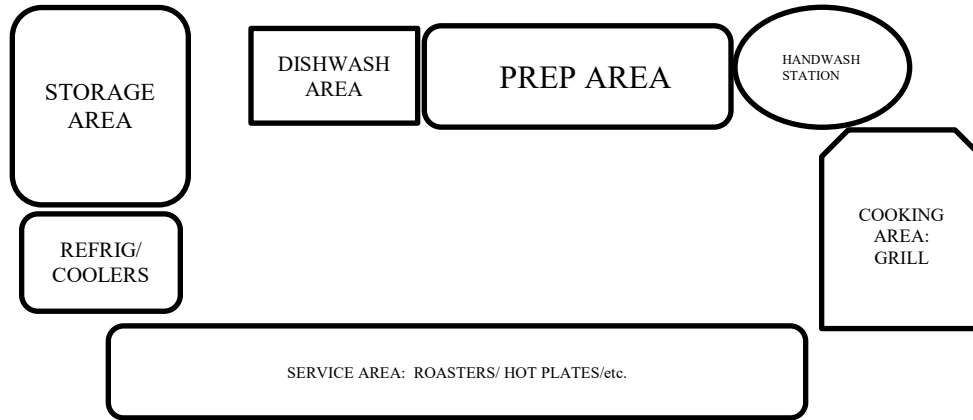 STORAGE
AREA
DISHWASH
AREA
PREP AREA
HANDWASH
STATION
REFRIG/
COOLERS
COOKING
AREA:
GRILL
SERVICE AREA:  ROASTERS/ HOT PLATES/etc.